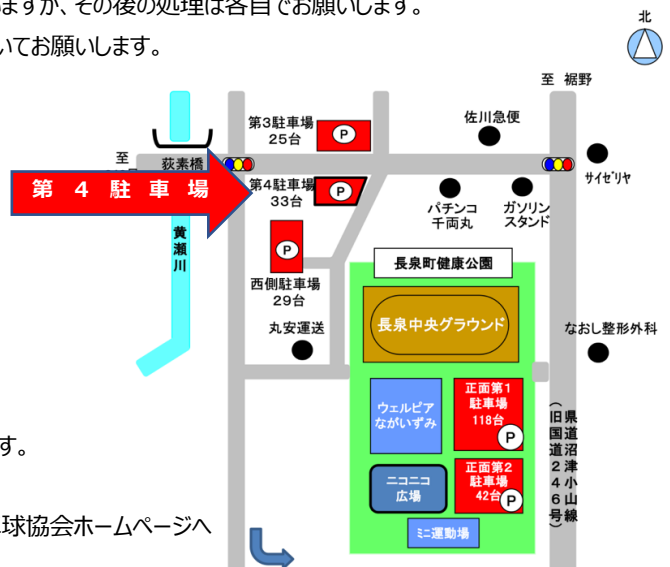 ますが、その後の処理は各自でお願いします。
いてお願いします。
北
至 裾野
第3駐車場
25台
P
佐川急便
至
荻素橋
サイゼリヤ
第4駐車場
第4駐車場
33台
P
パチンコ
千両丸
ガソリン
スタンド
黄瀬川
P
西側駐車場
29台
長泉町健康公園
長泉中央グラウンド
丸安運送
なおし整形外科
ウェルピア
ながいずみ
正面第1
駐車場
118台
P
県道沼津小山線
(旧国道246号)
ニコニコ
広場
正面第2
駐車場
42台
P
ミニ運動場
す。
球協会ホームページへ